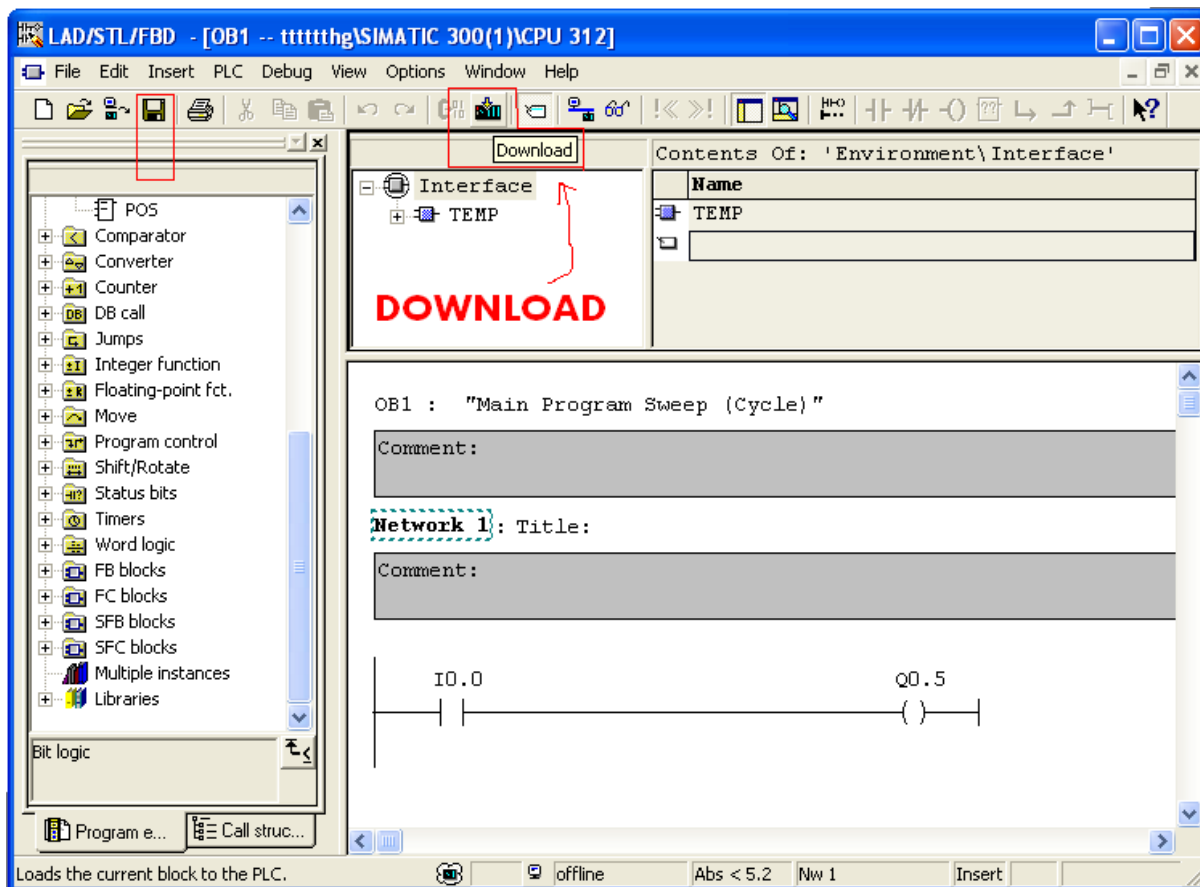 LAD/STL/FBD - [OB1 -- tttttthg\SIMATIC 300(1)\CPU 312]
File Edit Insert PLC Debug View Options Window Help
Download
Contents Of: 'Environment\Interface'
Interface
Name
TEMP
TEMP
DOWNLOAD
POS
Comparator
Converter
Counter
DB call
Jumps
Integer function
Floating-point fct.
Move
Program control
Shift/Rotate
Status bits
Timers
Word logic
FB blocks
FC blocks
SFB blocks
SFC blocks
Multiple instances
Libraries
Bit logic
Program e...
Call struc...
OB1 : "Main Program Sweep (Cycle)"
Comment:
Network 1: Title:
Comment:
I0.0 Q0.5
Loads the current block to the PLC. offline Abs < 5.2 Nw 1 Insert